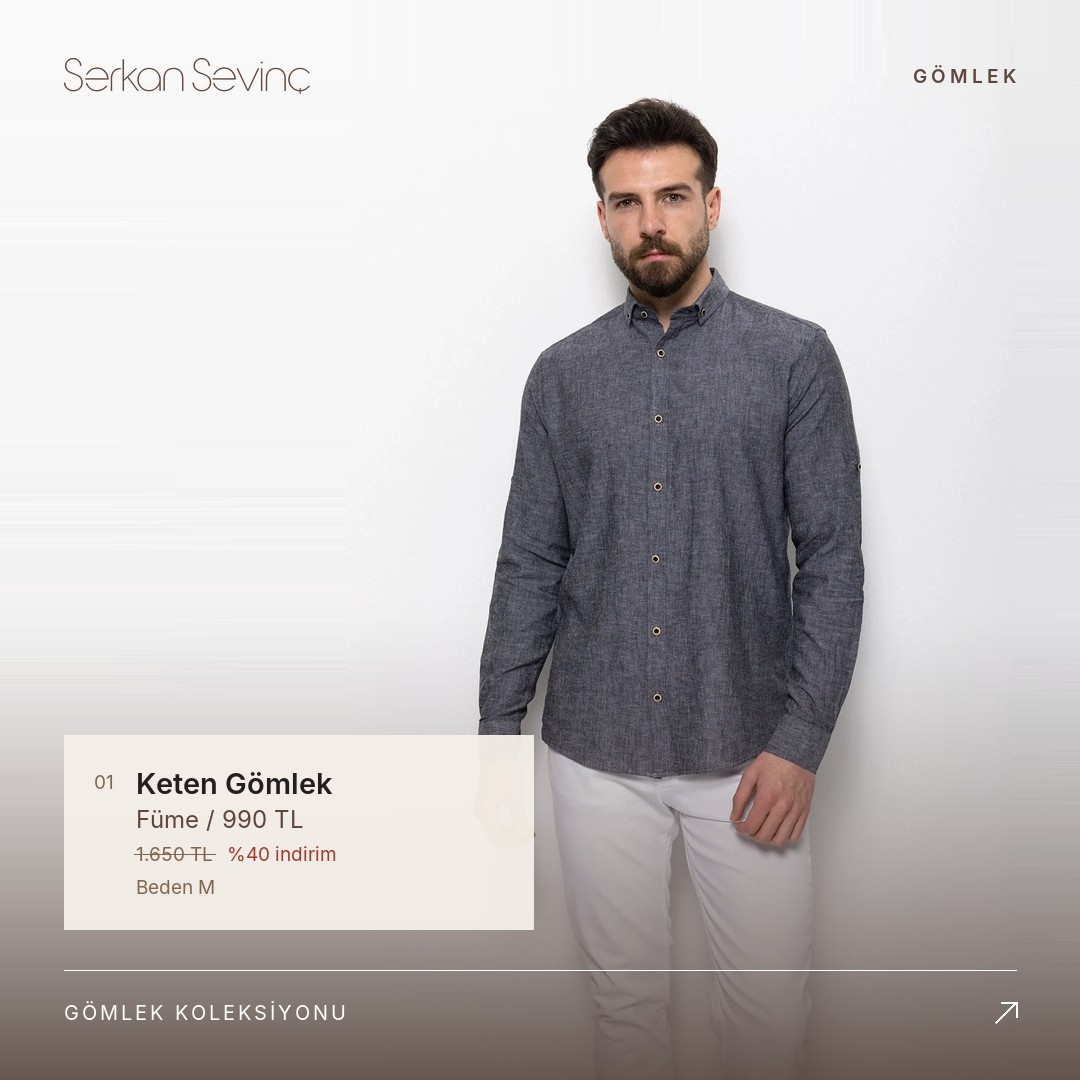 Serkan Sevinç
GÖMLEK
01 Keten Gömlek
Füme / 990 TL
1.650 TL %40 indirim
Beden M
GÖMLEK KOLEKSİYONU